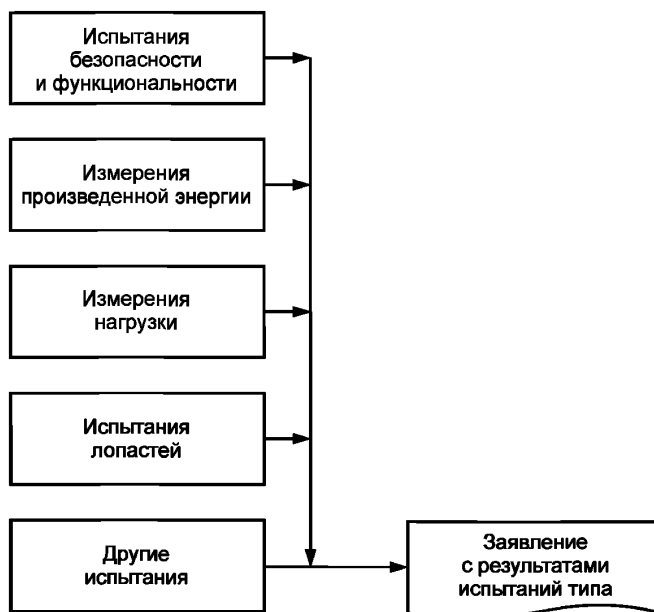 Испытания
безопасности
и функциональности
Измерения
произведенной энергии
Измерения
нагрузки
Испытания
лопастей
Другие
испытания
Заявление
с результатами
испытаний типа